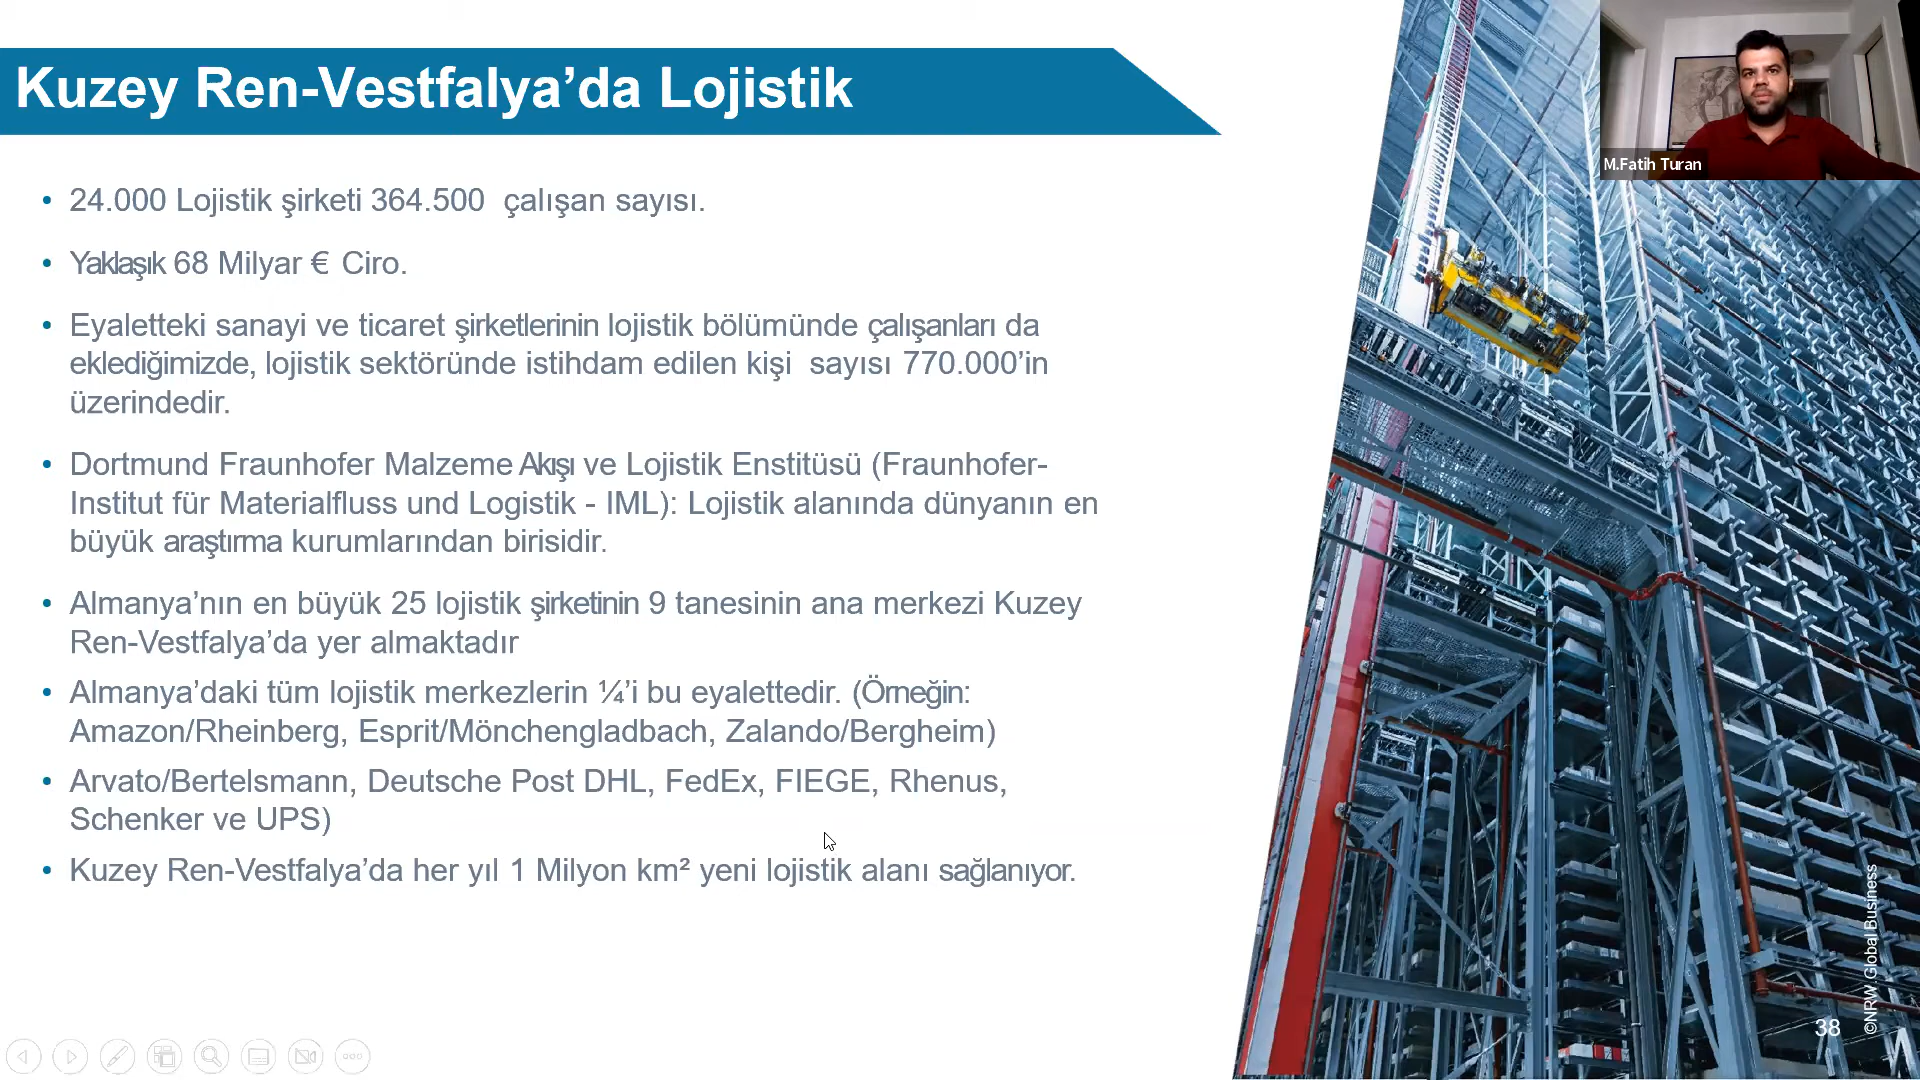 Kuzey Ren-Vestfalya’da Lojistik
M.Fatih Turan
• 24.000 Lojistik şirketi 364.500 çalışan sayısı.
• Yaklaşık 68 Milyar € Ciro.
• Eyaletteki sanayi ve ticaret şirketlerinin lojistik bölümünde çalışanları da
eklediğimizde, lojistik sektöründe istihdam edilen kişi sayısı 770.000’in
üzerindedir.
• Dortmund Fraunhofer Malzeme Akışı ve Lojistik Enstitüsü (Fraunhofer-
Institut für Materialfluss und Logistik - IML): Lojistik alanında dünyanın en
büyük araştırma kurumlarından birisidir.
• Almanya’nın en büyük 25 lojistik şirketinin 9 tanesinin ana merkezi Kuzey
Ren-Vestfalya’da yer almaktadır
• Almanya’daki tüm lojistik merkezlerin ¼’i bu eyalettedir. (Örneğin:
Amazon/Rheinberg, Esprit/Mönchengladbach, Zalando/Bergheim)
• Arvato/Bertelsmann, Deutsche Post DHL, FedEx, FIEGE, Rhenus,
Schenker ve UPS)
• Kuzey Ren-Vestfalya’da her yıl 1 Milyon km² yeni lojistik alanı sağlanıyor.
©NRW Global Business
38